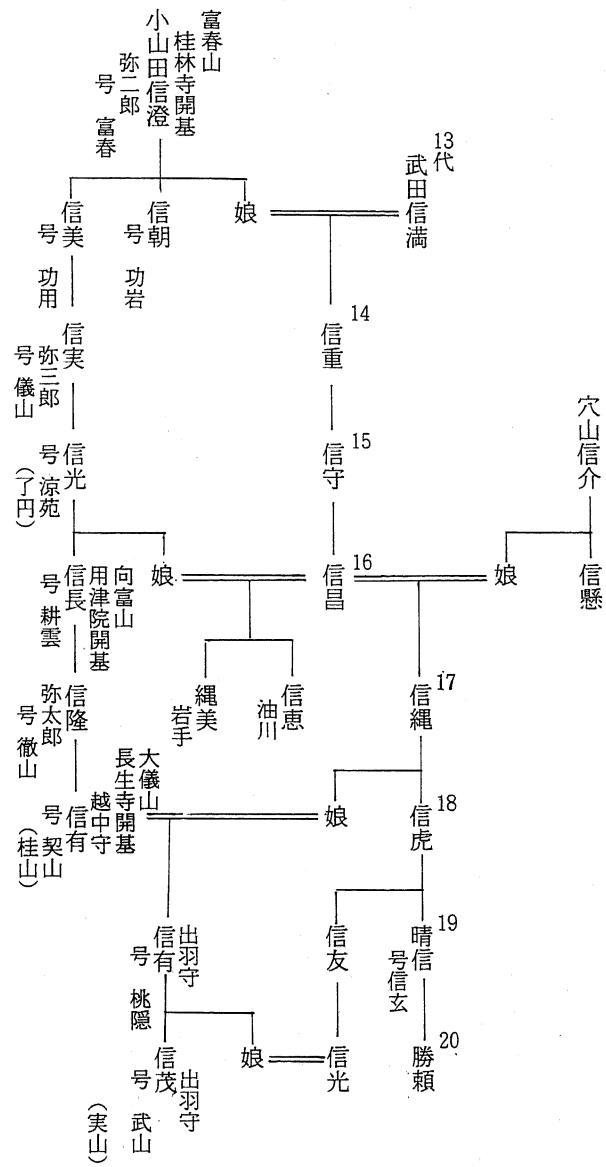 富春山
桂林寺開基
小山田信澄
弥二郎
号 富春
13代
武田信満
娘
信朝
号 功岩
信美
号 功用
14
信重
信実
弥三郎
号 儀山
穴山信介
15
信守
信光
号 涼苑
(了円)
信懸
娘
16
信昌
娘
向富山
用津院開基
信長
号 耕雲
17
信縄
信恵
油川
縄美
岩手
信隆
弥太郎
号 徹山
18
信虎
娘
大儀山
長生寺開基
越中守
信有
号 契山
(桂山)
19
晴信
号信玄
信友
出羽守
信有
号 桃隠
20
勝頼
信光
娘
出羽守
信茂
号 武山
(実山)